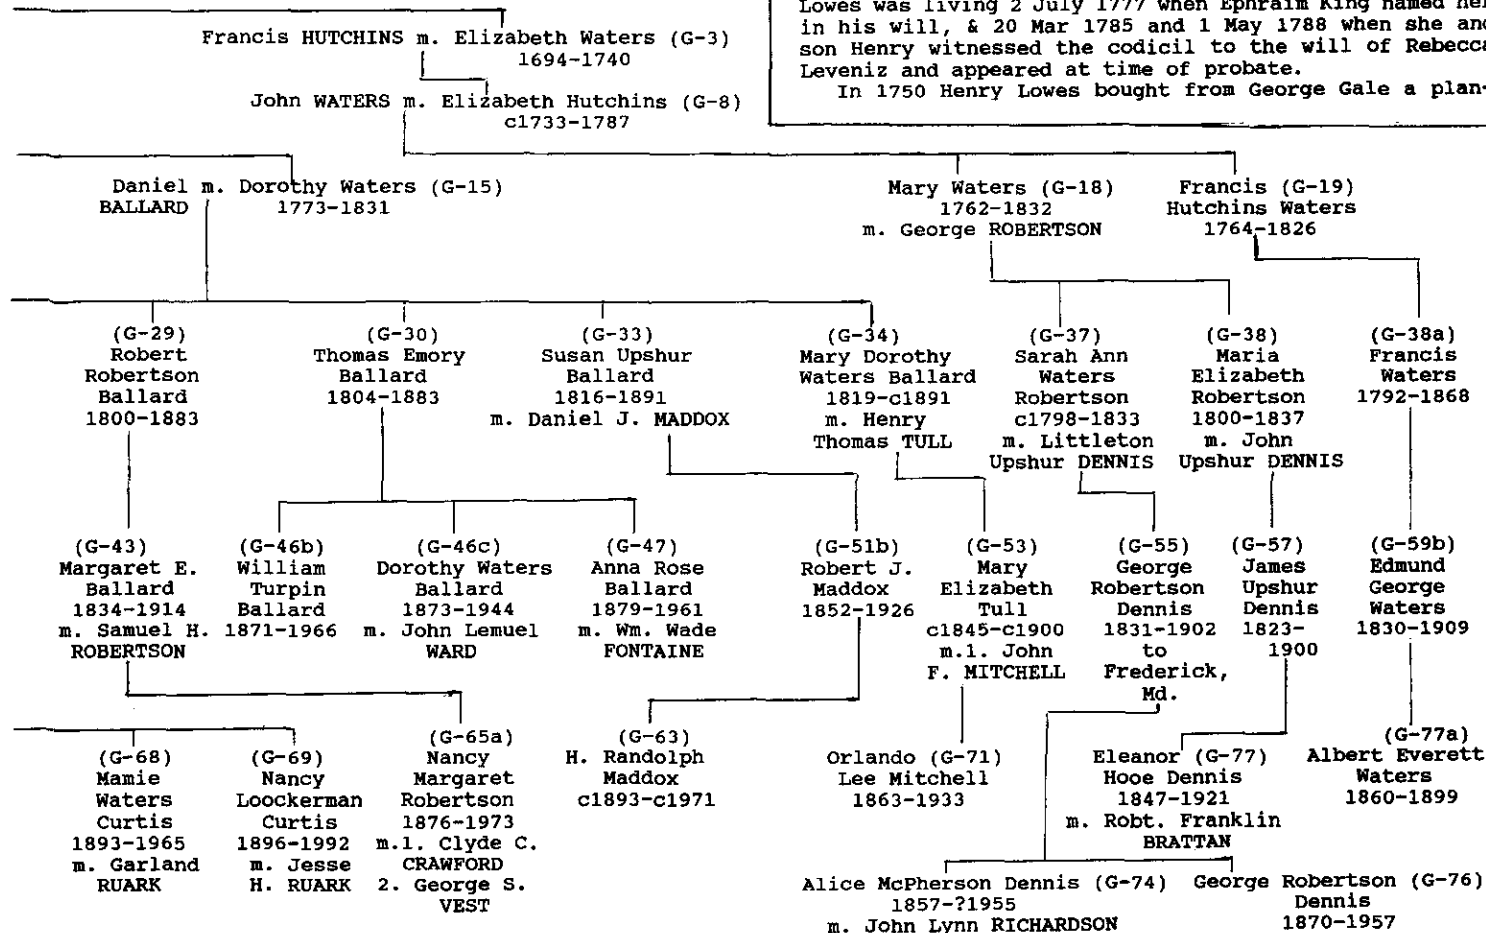 Lowes was living 2 July 1777 when Ephraim King named her
in his will, & 20 Mar 1785 and 1 May 1788 when she and
son Henry witnessed the codicil to the will of Rebecca
Leveniz and appeared at time of probate.
In 1750 Henry Lowes bought from George Gale a plan-
Francis HUTCHINS m. Elizabeth Waters (G-3)
1694-1740
John WATERS m. Elizabeth Hutchins (G-8)
c1733-1787
Daniel m. Dorothy Waters (G-15)
BALLARD 1773-1831
Mary Waters (G-18)
1762-1832
m. George ROBERTSON
Francis (G-19)
Hutchins Waters
1764-1826
(G-29)
Robert
Robertson
Ballard
1800-1883
(G-30)
Thomas Emory
Ballard
1804-1883
(G-33)
Susan Upshur
Ballard
1816-1891
m. Daniel J. MADDOX
(G-34)
Mary Dorothy
Waters Ballard
1819-c1891
m. Henry
Thomas TULL
(G-37)
Sarah Ann
Waters
Robertson
c1798-1833
m. Littleton
Upshur DENNIS
(G-38)
Maria
Elizabeth
Robertson
1800-1837
m. John
Upshur DENNIS
(G-38a)
Francis
Waters
1792-1868
(G-43)
Margaret E.
Ballard
1834-1914
m. Samuel H.
ROBERTSON
(G-46b)
William
Turpin
Ballard
1871-1966
(G-46c)
Dorothy Waters
Ballard
1873-1944
m. John Lemuel
WARD
(G-47)
Anna Rose
Ballard
1879-1961
m. Wm. Wade
FONTAINE
(G-51b)
Robert J.
Maddox
1852-1926
(G-53)
Mary
Elizabeth
Tull
c1845-c1900
m.1. John
F. MITCHELL
(G-55)
George
Robertson
Dennis
1831-1902
to
Frederick,
Md.
(G-57)
James
Upshur
Dennis
1823-
1900
(G-59b)
Edmund
George
Waters
1830-1909
(G-68)
Mamie
Waters
Curtis
1893-1965
m. Garland
RUARK
(G-69)
Nancy
Loockerman
Curtis
1896-1992
m. Jesse
H. RUARK
(G-65a)
Nancy
Margaret
Robertson
1876-1973
m.1. Clyde C.
CRAWFORD
2. George S.
VEST
(G-63)
H. Randolph
Maddox
c1893-c1971
Orlando (G-71)
Lee Mitchell
1863-1933
Eleanor (G-77)
Hooe Dennis
1847-1921
m. Robt. Franklin
BRATTAN
(G-77a)
Albert Everett
Waters
1860-1899
Alice McPherson Dennis (G-74)
1857-?1955
m. John Lynn RICHARDSON
George Robertson (G-76)
Dennis
1870-1957